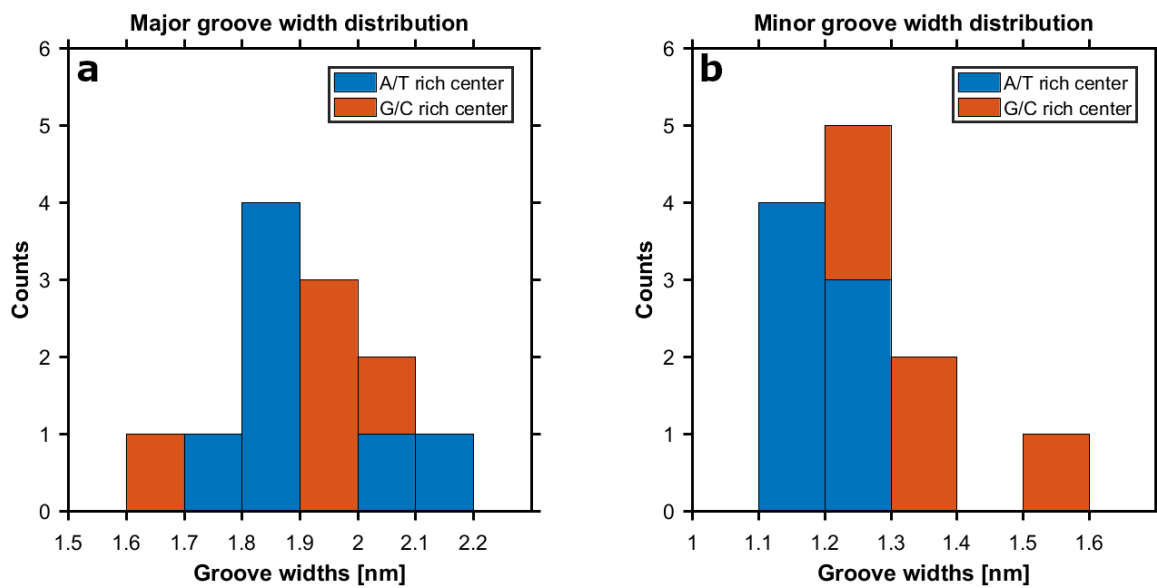 Major groove width distribution
a
A/T rich center
G/C rich center
6
5
4
3
2
1
0
Counts
1.5 1.6 1.7 1.8 1.9 2 2.1 2.2
Groove widths [nm]
Minor groove width distribution
b
A/T rich center
G/C rich center
6
5
4
3
2
1
0
Counts
1 1.1 1.2 1.3 1.4 1.5 1.6
Groove widths [nm]